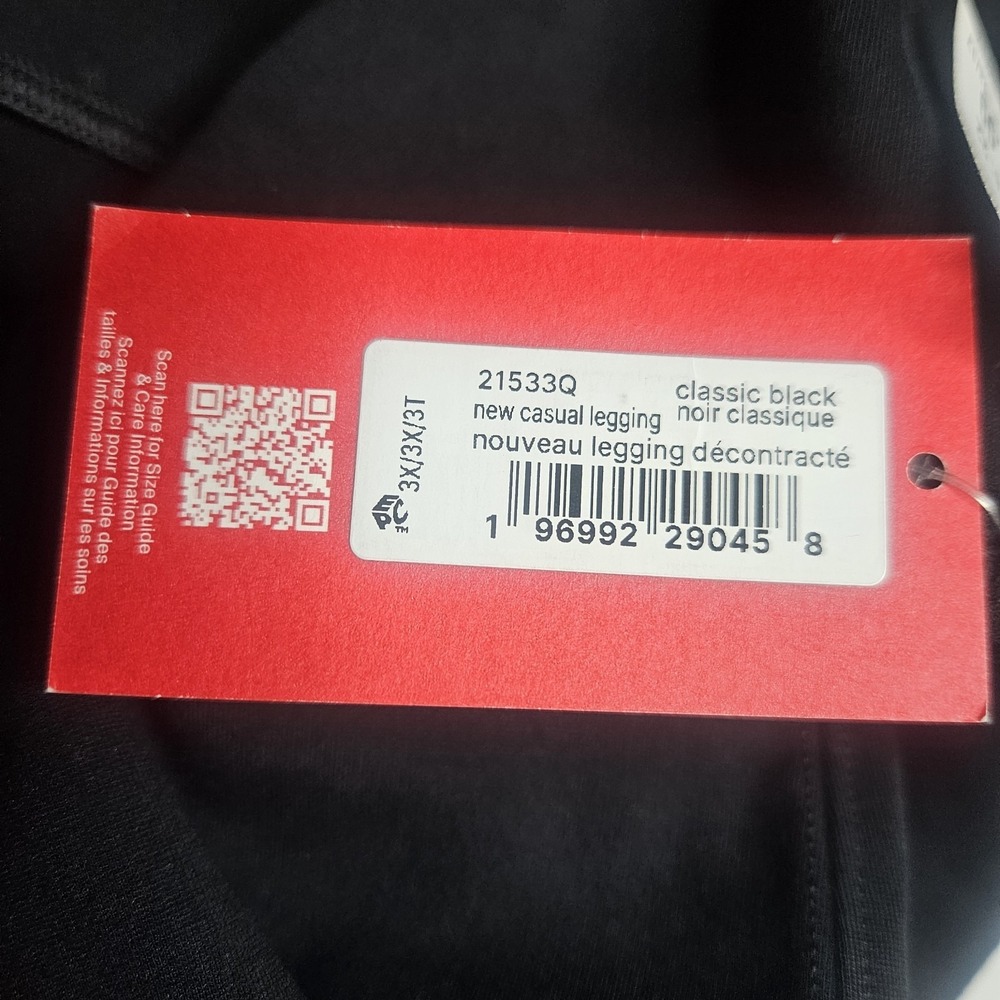 21533Q
classic black
new casual legging
noir classique
nouveau legging décontracté
3X/3X/3T
EPC
1 96992 29045 8
Scan here for Size Guide
& Care Information
Scannez ici pour Guide des
tailles & Informations sur les soins